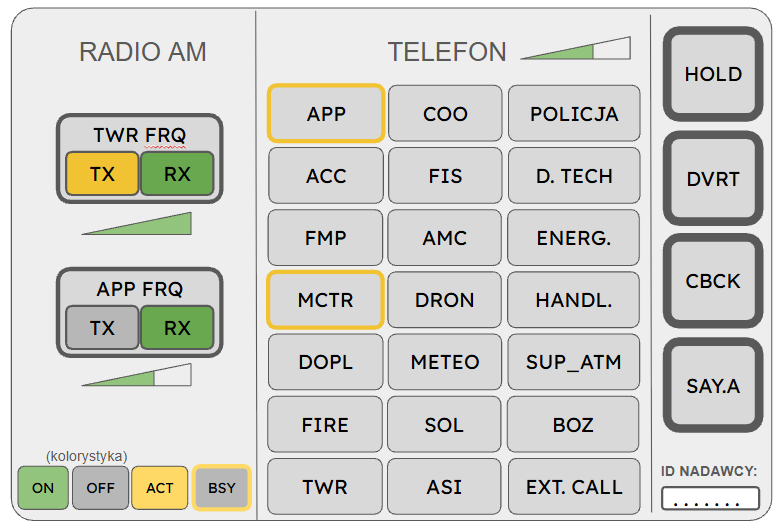 RADIO AM
TELEFON
TWR FRQ
TX RX
APP FRQ
TX RX
(kolorystyka)
ON OFF ACT BSY
APP COO POLICJA
ACC FIS D. TECH
FMP AMC ENERG.
MCTR DRON HANDL.
DOPL METEO SUP_ATM
FIRE SOL BOZ
TWR ASI EXT. CALL
HOLD
DVRT
CBCK
SAY.A
ID NADAWCY:
.......